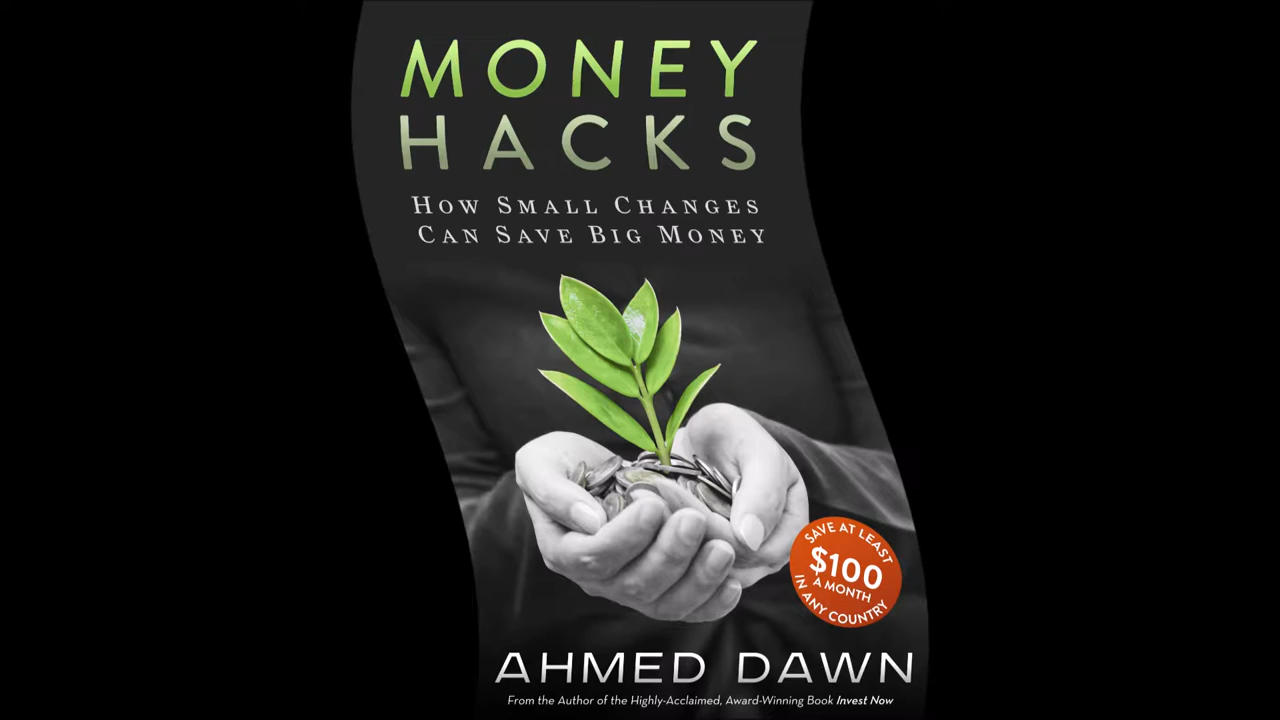 MONEY
HACKS
HOW SMALL CHANGES
CAN SAVE BIG MONEY
SAVE AT LEAST
$100
A MONTH
IN ANY COUNTRY
AHMED DAWN
From the Author of the Highly-Acclaimed, Award-Winning Book Invest Now